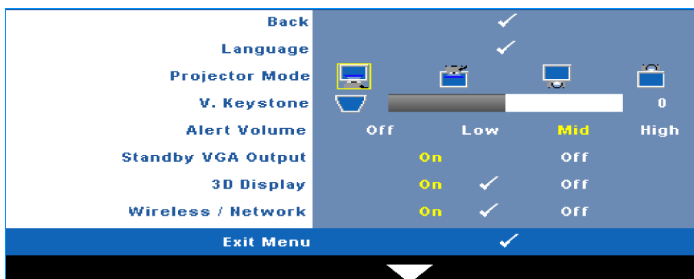 Back
Language
Projector Mode
V. Keystone 0
Alert Volume Off Low Mid High
Standby VGA Output On Off
3D Display On Off
Wireless / Network On Off
Exit Menu